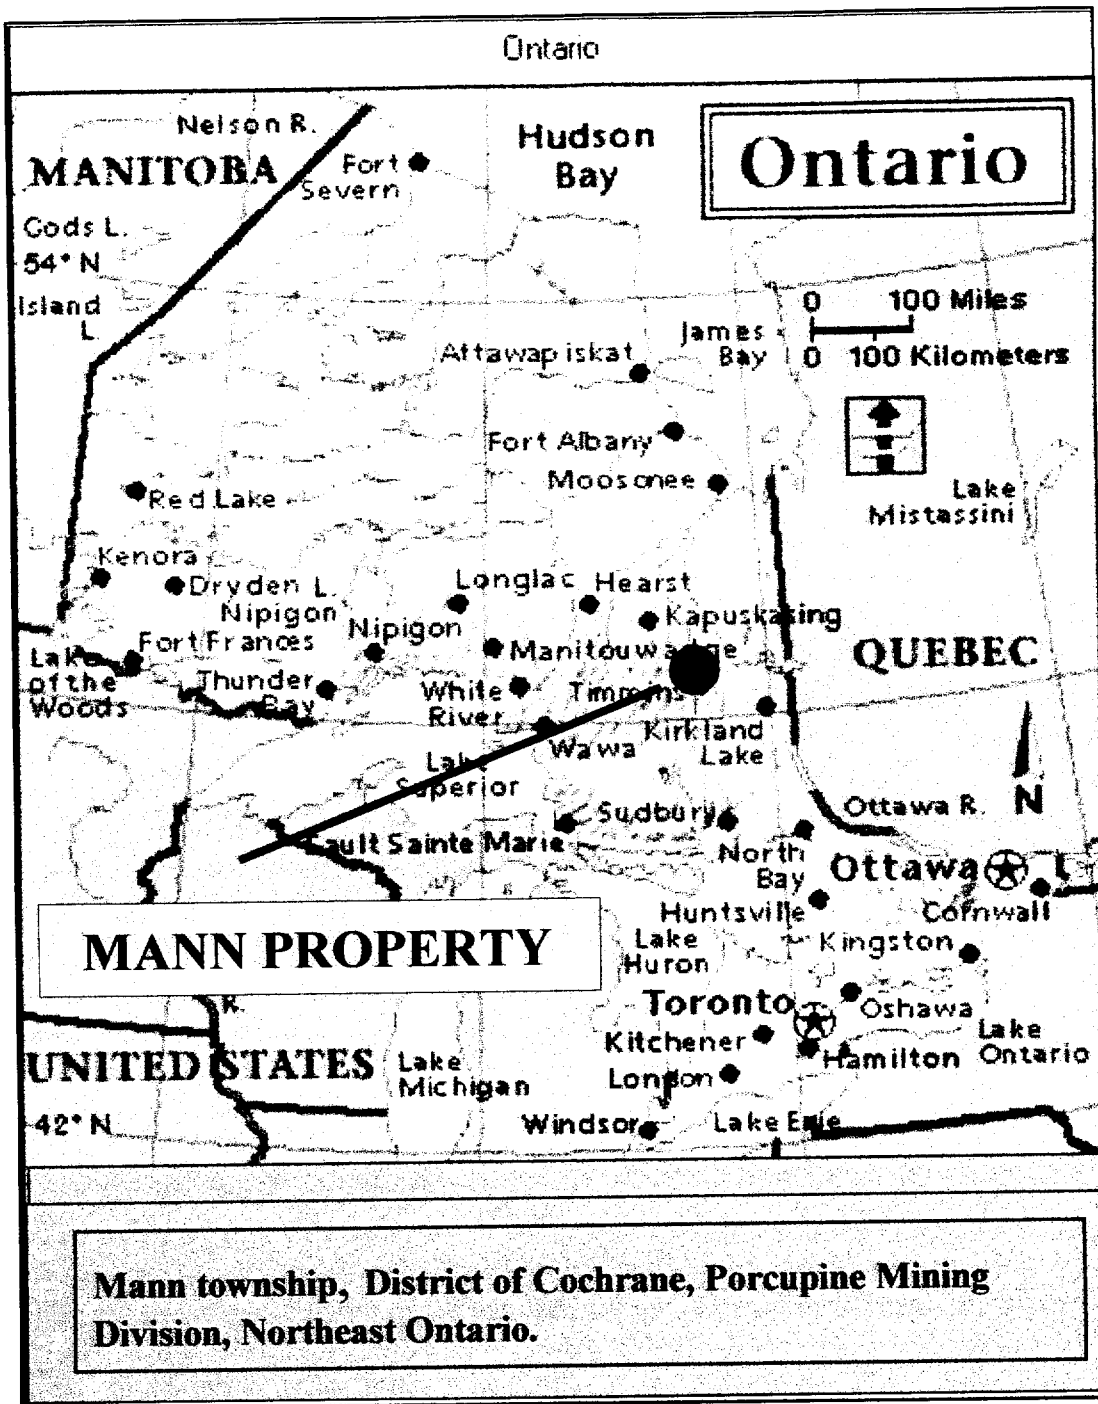 Ontario
Nelson R.
MANITOBA
Fort
Severn
Hudson
Bay
Ontario
Gods L.
54° N
Island
L.
0 100 Miles
0 100 Kilometers
James
Bay
Attawapiskat
Fort Albany
Moosonee
Lake
Mistassini
Red Lake
Kenora
Dryden L.
Nipigon
Longlac
Hearst
Kapuskasing
Fort Frances
Nipigon
Manitouwadge
QUEBEC
Lake
of the
Woods
Thunder
Bay
White
River
Timmins
Wawa
Kirkland
Lake
Lake
Superior
Ottawa R.
N
Sault Sainte Marie
Sudbury
North
Bay
Ottawa
Cornwall
Huntsville
MANN PROPERTY
Lake
Huron
Kingston
R.
Toronto
Oshawa
Kitchener
Hamilton
Lake
Ontario
UNITED STATES
Lake
Michigan
London
42° N
Windsor
Lake Erie
Mann township, District of Cochrane, Porcupine Mining
Division, Northeast Ontario.